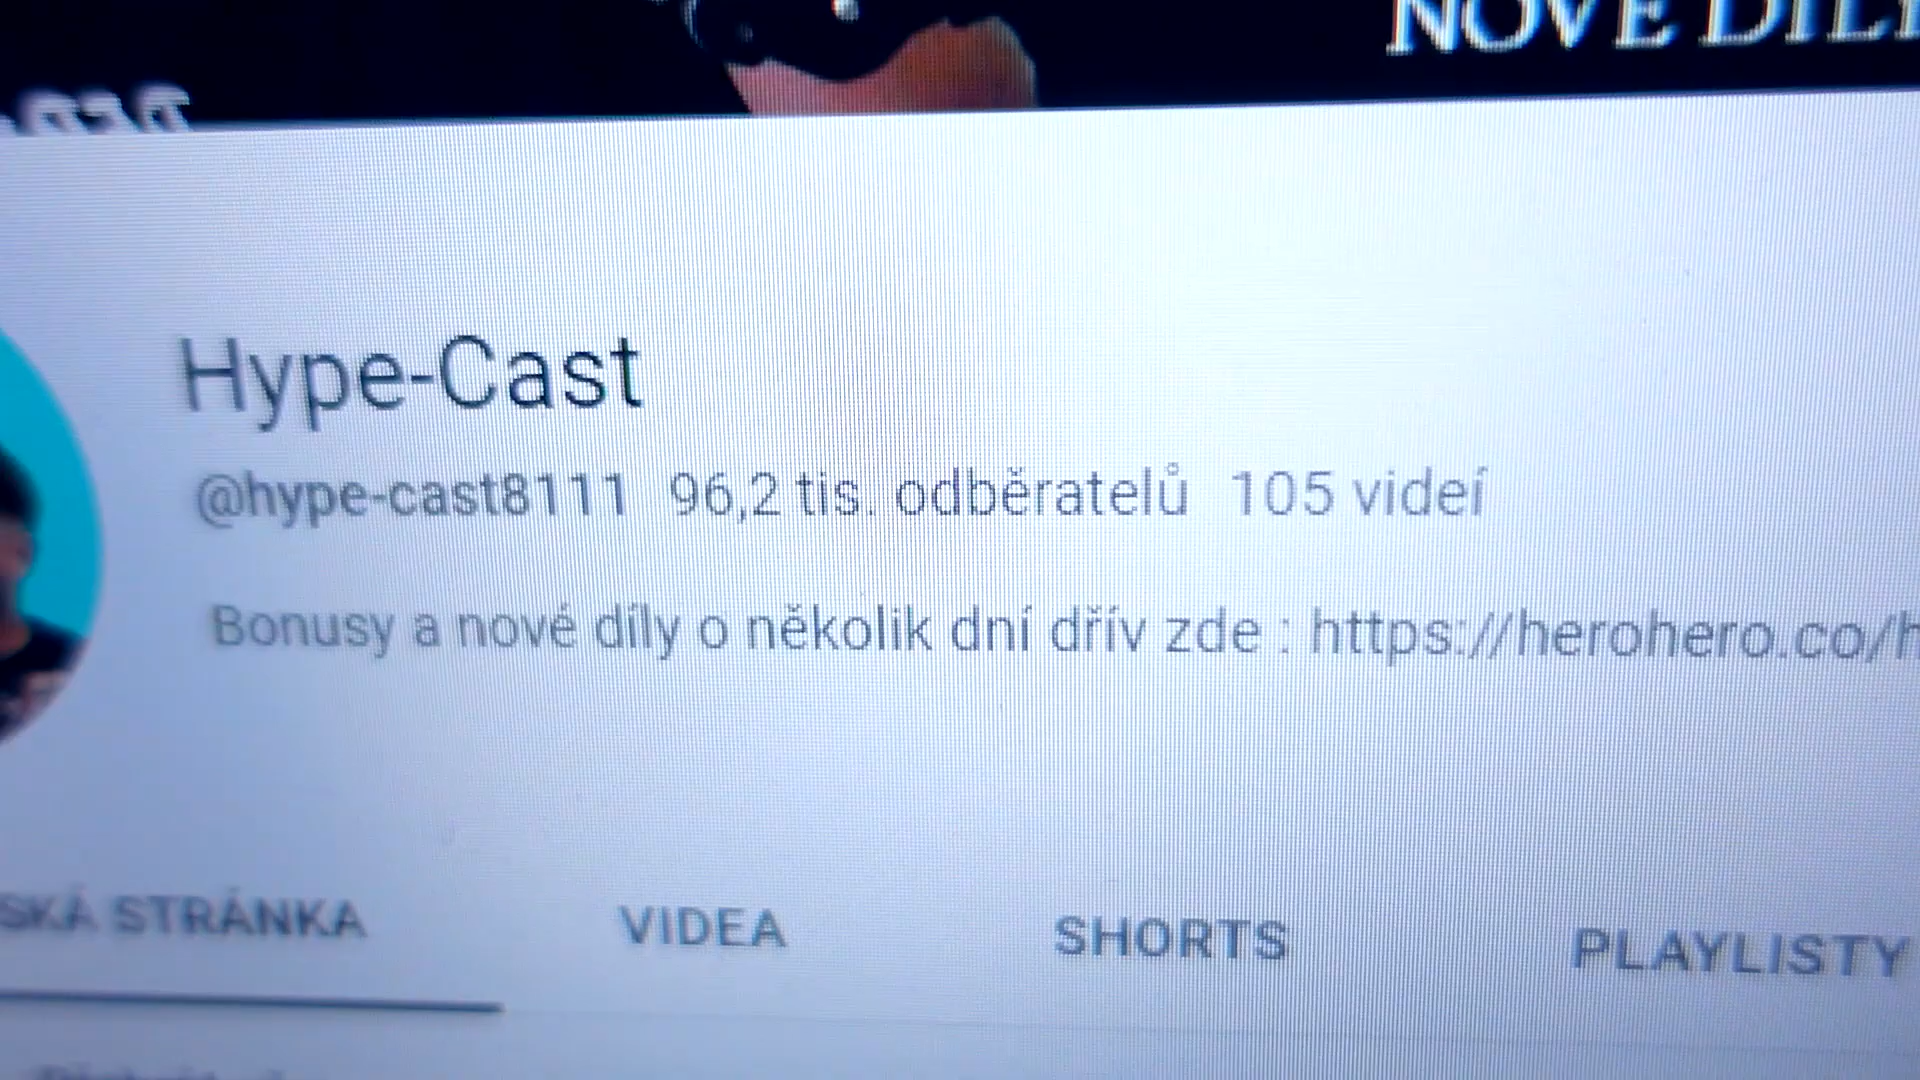 NOVÉ DÍL
Hype-Cast
@hype-cast8111 96,2 tis. odběratelů 105 videí
Bonusy a nové díly o několik dní dřív zde : https://herohero.co/h
SKÁ STRÁNKA VIDEA SHORTS PLAYLISTY